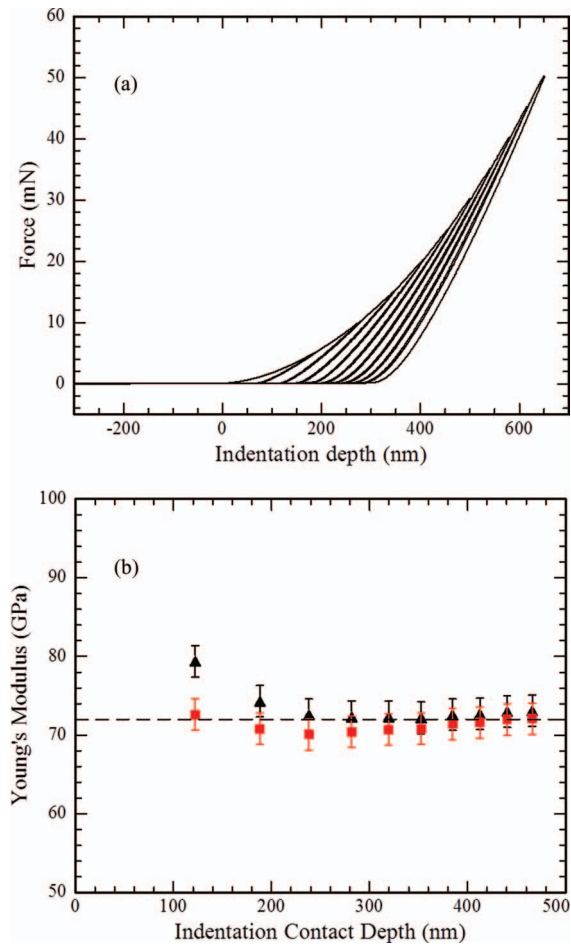 60
50
(a)
40
30
20
10
0
Force (mN)
-200 0 200 400 600
Indentation depth (nm)
100
90
(b)
80
70
60
50
Young's Modulus (GPa)
0 100 200 300 400 500
Indentation Contact Depth (nm)